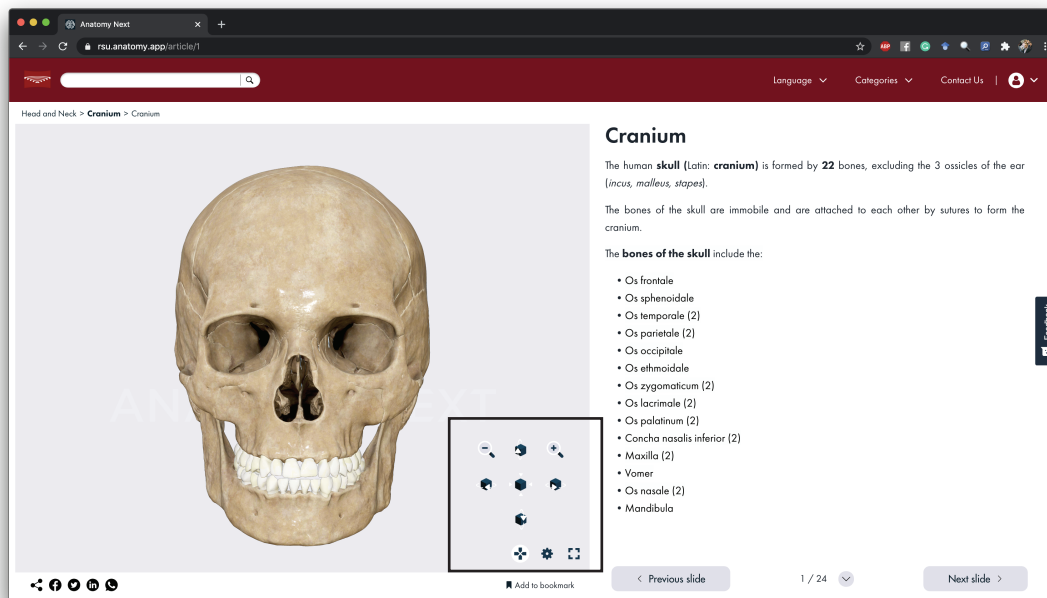 Anatomy Next
rsu.anatomy.app/article/1
ABP
Language
Categories
Contact Us
Head and Neck > Cranium > Cranium
Cranium
The human skull (Latin: cranium) is formed by 22 bones, excluding the 3 ossicles of the ear
(incus, malleus, stapes).
The bones of the skull are immobile and are attached to each other by sutures to form the
cranium.
The bones of the skull include the:
• Os frontale
• Os sphenoidale
• Os temporale (2)
• Os parietale (2)
• Os occipitale
• Os ethmoidale
• Os zygomaticum (2)
• Os lacrimale (2)
• Os palatinum (2)
• Concha nasalis inferior (2)
• Maxilla (2)
• Vomer
• Os nasale (2)
• Mandibula
Add to bookmark
< Previous slide
1 / 24
Next slide >